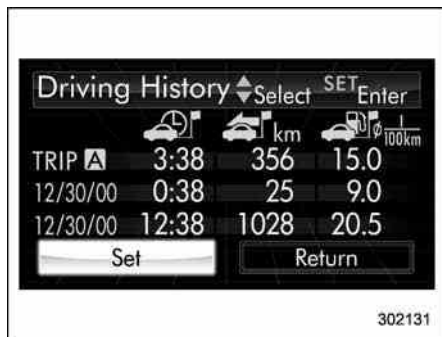 Driving History Select SET Enter
km ø l/100km
TRIP A 3:38 356 15.0
12/30/00 0:38 25 9.0
12/30/00 12:38 1028 20.5
Set Return
302131